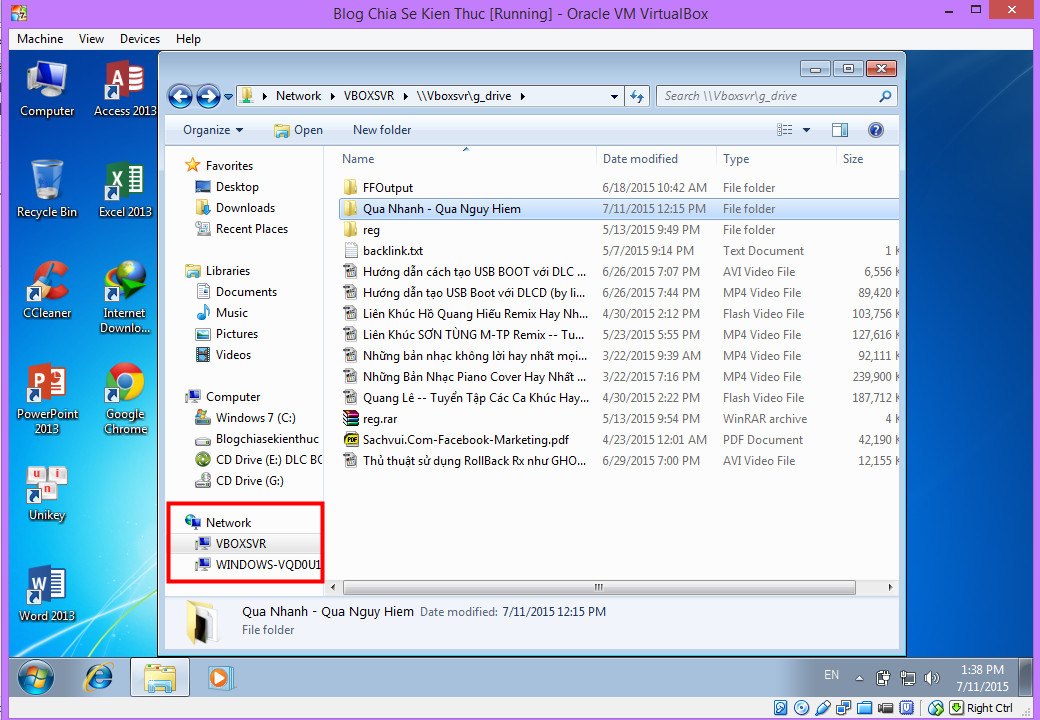 Blog Chia Se Kien Thuc [Running] - Oracle VM VirtualBox
Machine View Devices Help
Computer
Access 2013
Recycle Bin
Excel 2013
CCleaner
Internet Downlo...
PowerPoint 2013
Google Chrome
u i n
Unikey
Word 2013
Network VBOXSVR \\Vboxsvr\g_drive
Search \\Vboxsvr\g_drive
Organize Open New folder
Favorites
Desktop
Downloads
Recent Places
Libraries
Documents
Music
Pictures
Videos
Computer
Windows 7 (C:)
Blogchiasekienthuc
CD Drive (E:) DLC BO
CD Drive (G:)
Network
VBOXSVR
WINDOWS-VQD0U1
Name Date modified Type Size
FFOutput 6/18/2015 10:42 AM File folder
Qua Nhanh - Qua Nguy Hiem 7/11/2015 12:15 PM File folder
reg 5/13/2015 9:49 PM File folder
backlink.txt 5/7/2015 9:14 PM Text Document 1 K
Hướng dẫn cách tạo USB BOOT với DLC ... 6/26/2015 7:07 PM AVI Video File 6,556 K
Hướng dẫn tạo USB Boot với DLCD (by li... 6/26/2015 7:44 PM MP4 Video File 89,420 K
Liên Khúc Hồ Quang Hiếu Remix Hay Nh... 4/30/2015 2:12 PM Flash Video File 103,756 K
Liên Khúc SƠN TÙNG M-TP Remix -- Tu... 5/23/2015 5:55 PM MP4 Video File 127,616 K
Những bản nhạc không lời hay nhất mọi... 3/22/2015 9:39 AM MP4 Video File 92,111 K
Những Bản Nhạc Piano Cover Hay Nhất ... 3/22/2015 7:16 PM MP4 Video File 239,900 K
Quang Lê -- Tuyển Tập Các Ca Khúc Hay... 4/30/2015 2:22 PM Flash Video File 187,712 K
reg.rar 5/13/2015 9:54 PM WinRAR archive 4 K
Sachvui.Com-Facebook-Marketing.pdf 4/23/2015 12:01 AM PDF Document 42,190 K
Thủ thuật sử dụng RollBack Rx như GHO... 6/29/2015 7:00 PM AVI Video File 12,155 K
Qua Nhanh - Qua Nguy Hiem Date modified: 7/11/2015 12:15 PM
File folder
EN
1:38 PM
7/11/2015
Right Ctrl